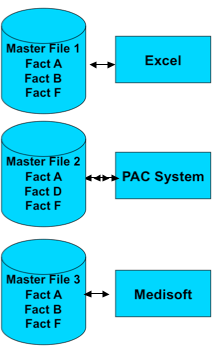 Master File 1
Fact A
Fact B
Fact F
Excel
Master File 2
Fact A
Fact D
Fact F
PAC System
Master File 3
Fact A
Fact B
Fact F
Medisoft